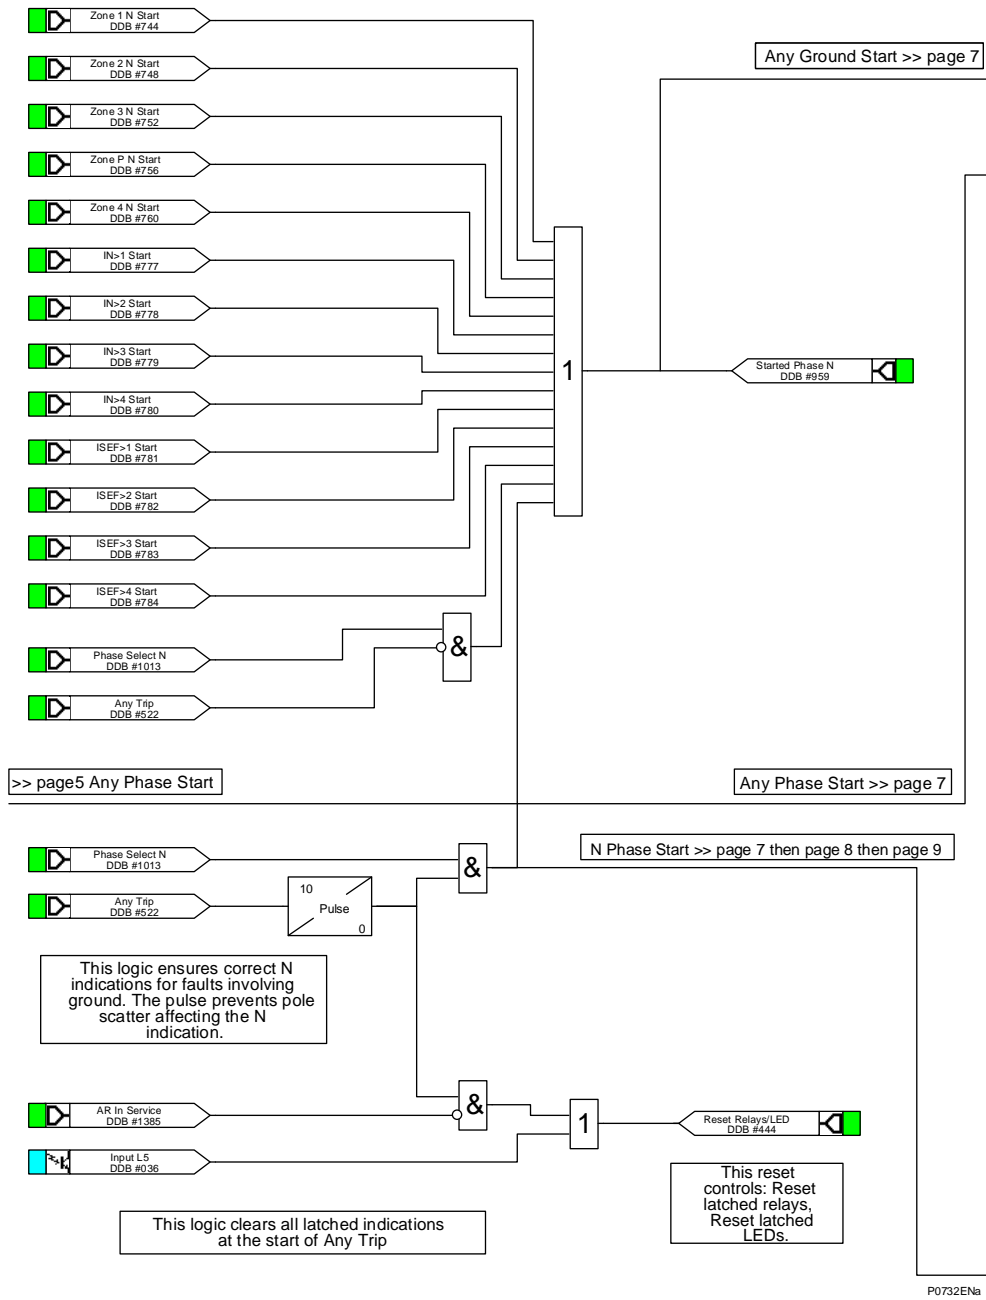 Zone 1 N Start
DDB #744
Any Ground Start >> page 7
Zone 2 N Start
DDB #748
Zone 3 N Start
DDB #752
Zone P N Start
DDB #756
Zone 4 N Start
DDB #760
IN>1 Start
DDB #777
IN>2 Start
DDB #778
IN>3 Start
DDB #779
1
Started Phase N
DDB #959
IN>4 Start
DDB #780
ISEF>1 Start
DDB #781
ISEF>2 Start
DDB #782
ISEF>3 Start
DDB #783
ISEF>4 Start
DDB #784
&
Phase Select N
DDB #1013
Any Trip
DDB #522
>> page5 Any Phase Start
Any Phase Start >> page 7
Phase Select N
DDB #1013
&
N Phase Start >> page 7 then page 8 then page 9
Any Trip
DDB #522
10
Pulse
0
This logic ensures correct N
indications for faults involving
ground. The pulse prevents pole
scatter affecting the N
indication.
AR In Service
DDB #1385
&
1
Reset Relays/LED
DDB #444
Input L5
DDB #036
This reset
controls: Reset
latched relays,
Reset latched
LEDs.
This logic clears all latched indications
at the start of Any Trip
P0732ENa